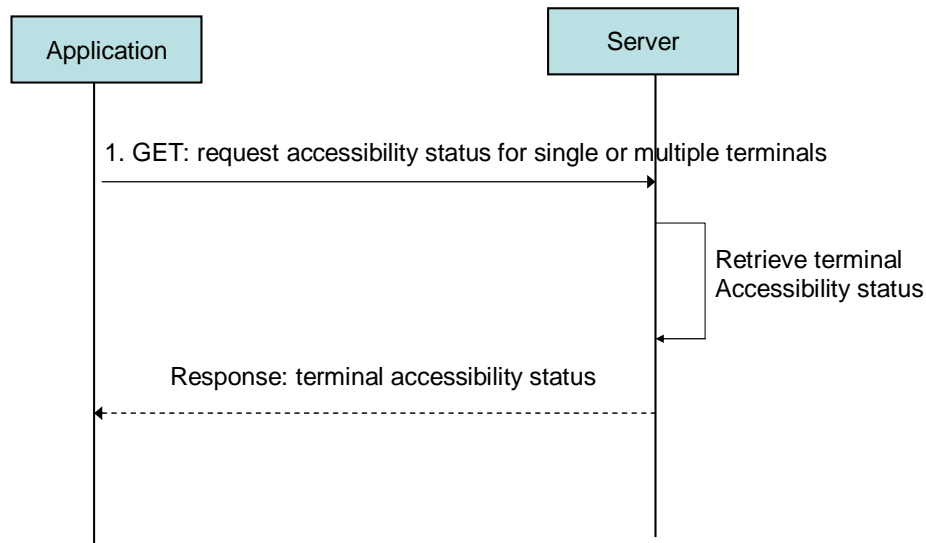 Application
Server
1. GET: request accessibility status for single or multiple terminals
Retrieve terminal
Accessibility status
Response: terminal accessibility status